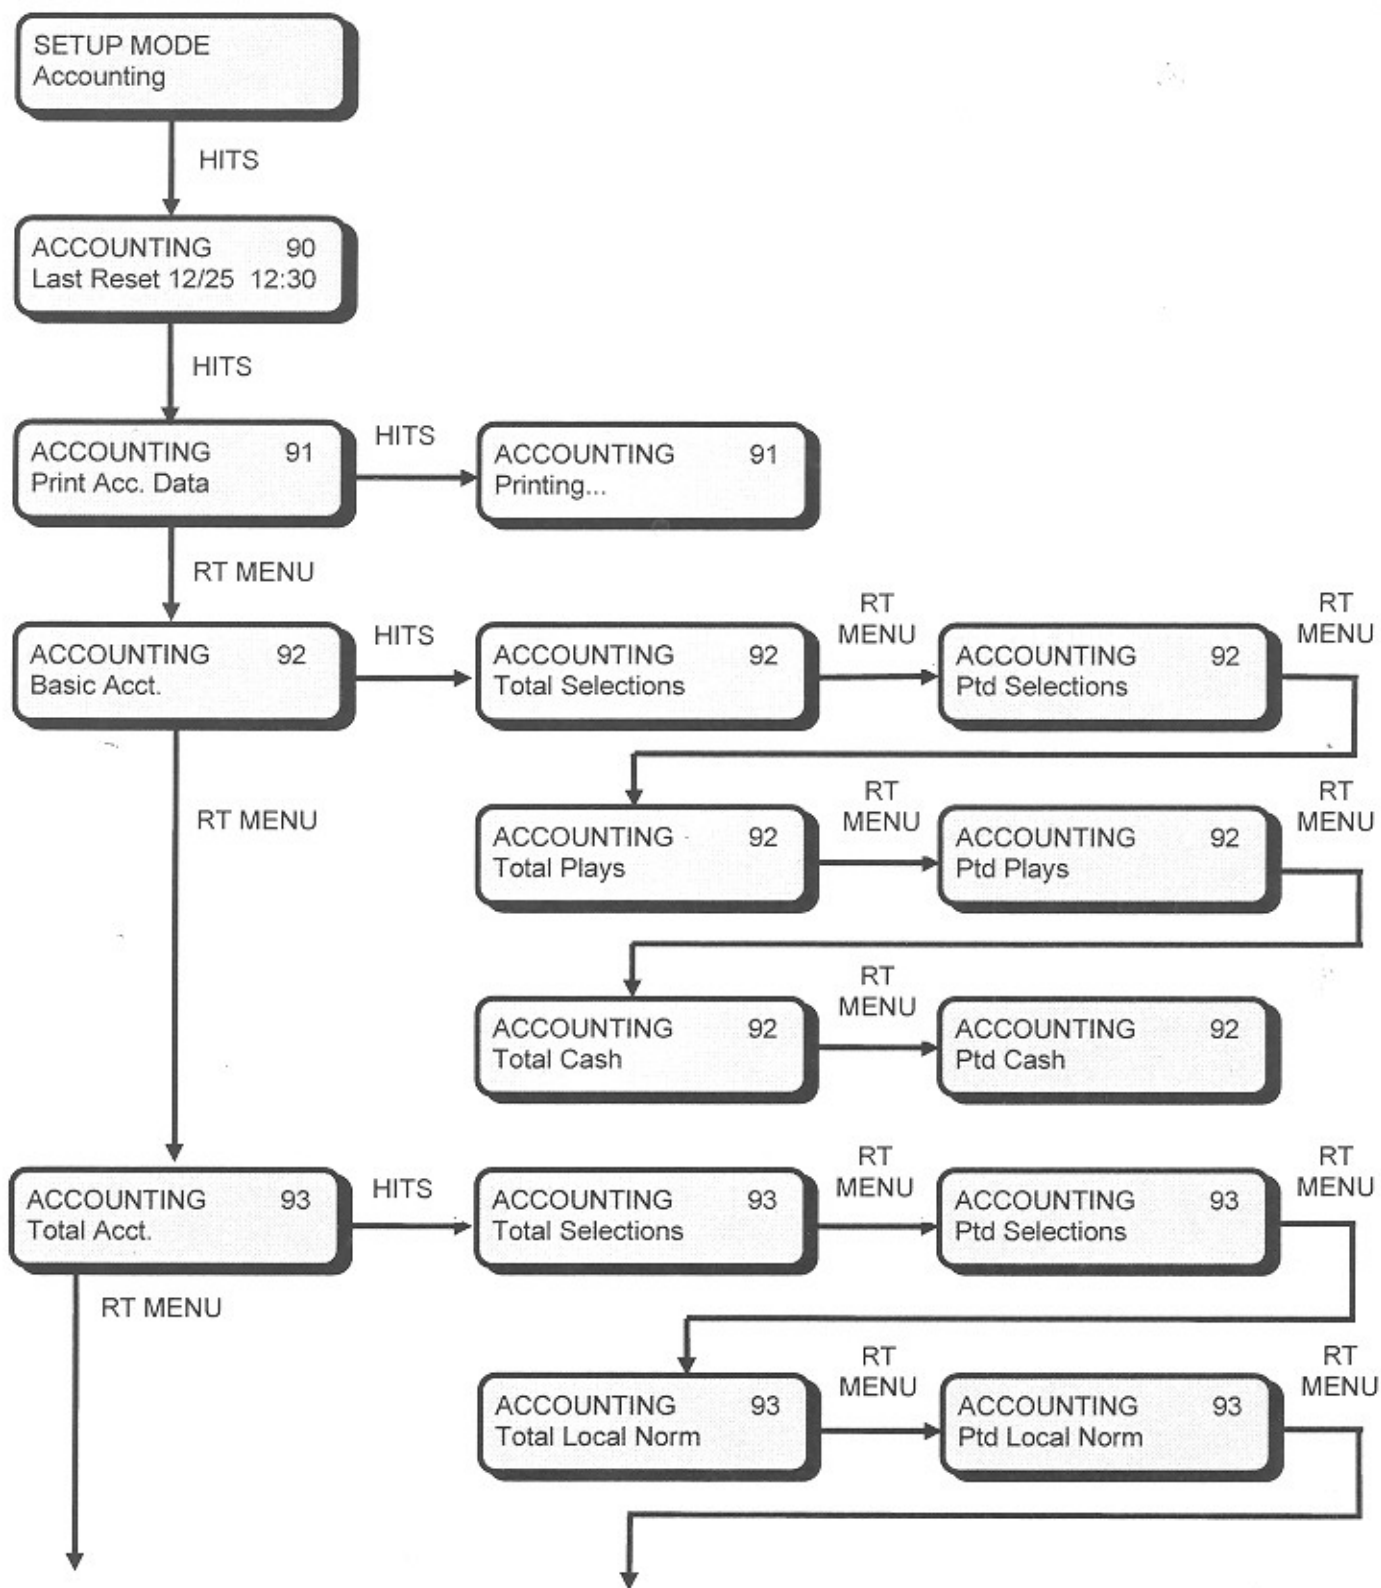 SETUP MODE
Accounting
HITS
ACCOUNTING 90
Last Reset 12/25 12:30
HITS
ACCOUNTING 91
Print Acc. Data
HITS
ACCOUNTING 91
Printing...
RT MENU
ACCOUNTING 92
Basic Acct.
HITS
ACCOUNTING 92
Total Selections
RT
MENU
ACCOUNTING 92
Ptd Selections
RT
MENU
ACCOUNTING 92
Total Plays
RT
MENU
ACCOUNTING 92
Ptd Plays
RT
MENU
ACCOUNTING 92
Total Cash
RT
MENU
ACCOUNTING 92
Ptd Cash
RT MENU
ACCOUNTING 93
Total Acct.
HITS
ACCOUNTING 93
Total Selections
RT
MENU
ACCOUNTING 93
Ptd Selections
RT
MENU
ACCOUNTING 93
Total Local Norm
RT
MENU
ACCOUNTING 93
Ptd Local Norm
RT
MENU
RT MENU